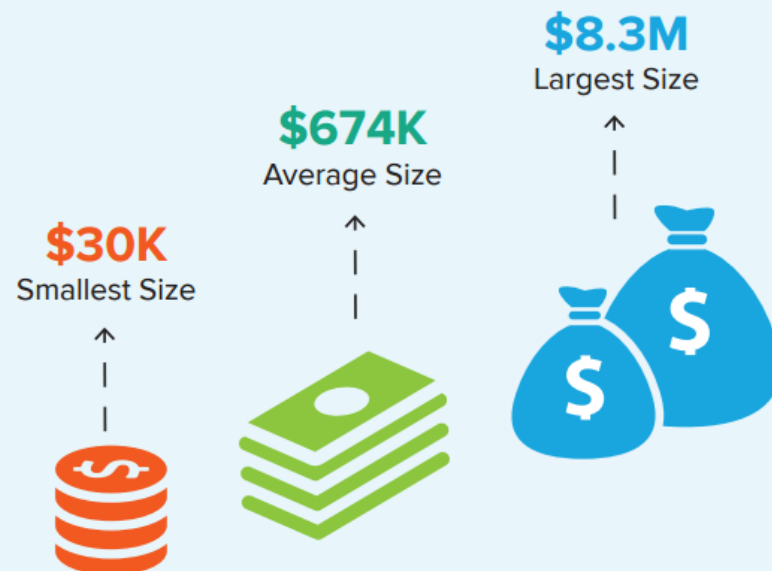 $8.3M
Largest Size
$674K
Average Size
$30K
Smallest Size
$
$
$